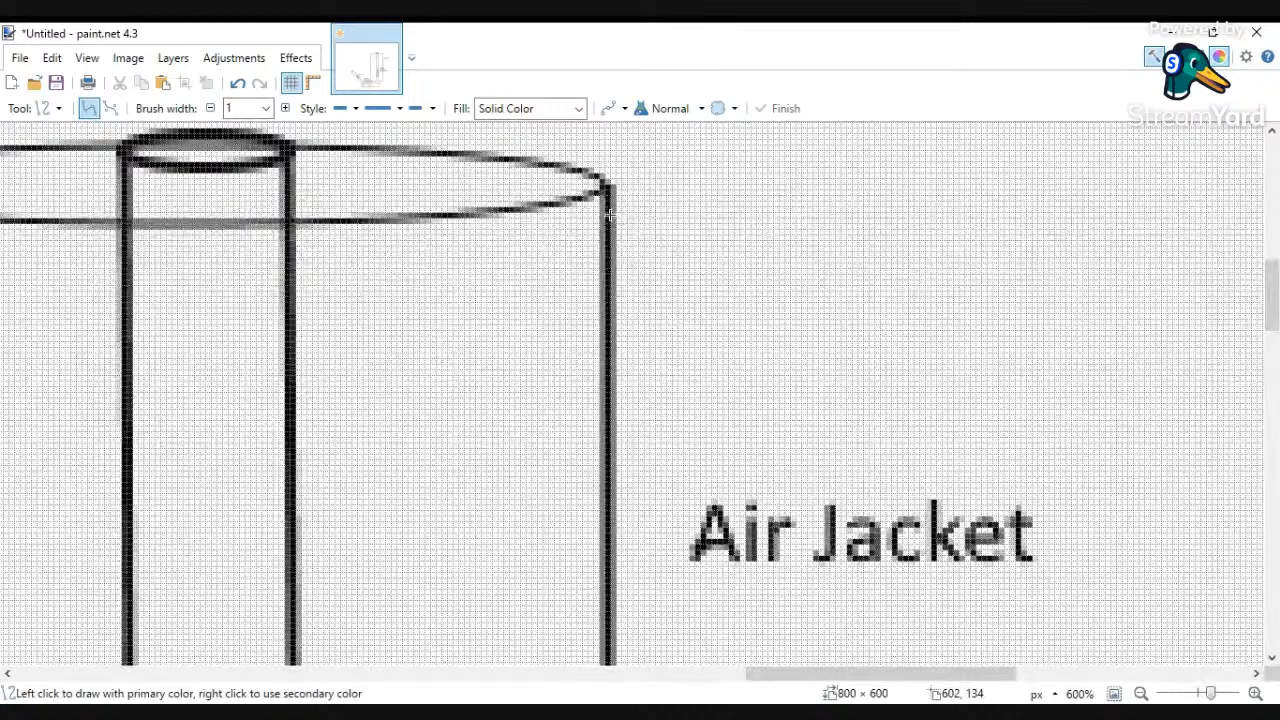 *Untitled - paint.net 4.3
Powered by
File Edit View Image Layers Adjustments Effects
StreamYard
Tool: Brush width: 1 Style: Fill: Solid Color Normal Finish
Air Jacket
Left click to draw with primary color, right click to use secondary color 800 × 600 602, 134 px 600%